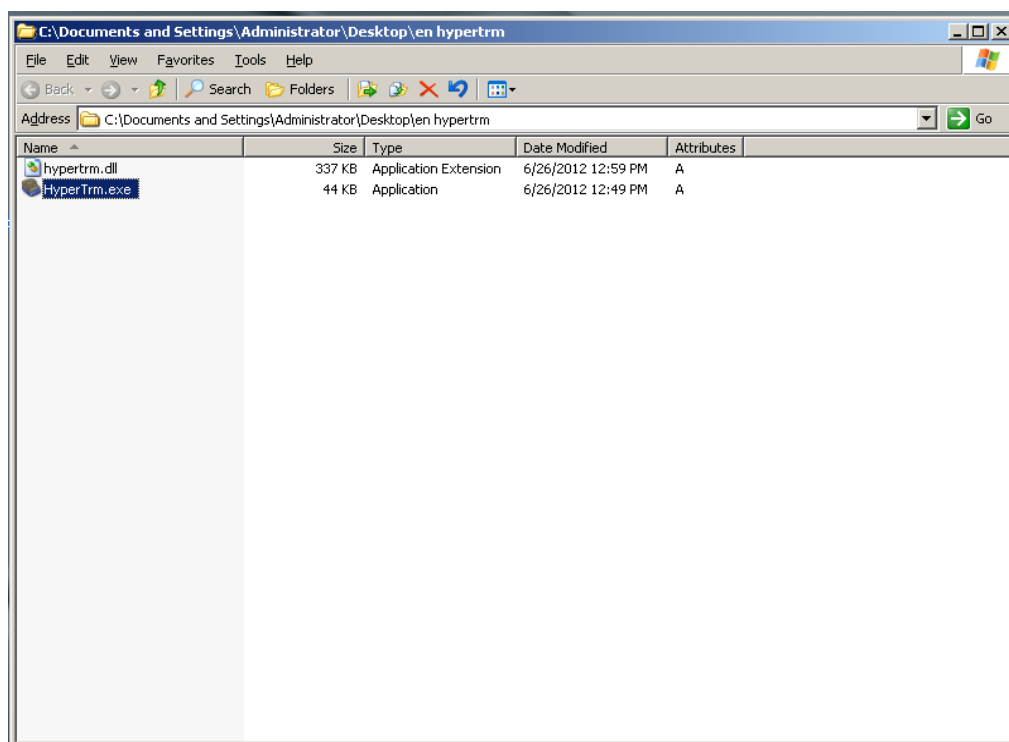 C:\Documents and Settings\Administrator\Desktop\en hypertrm
File Edit View Favorites Tools Help
Back Search Folders
Address C:\Documents and Settings\Administrator\Desktop\en hypertrm Go
Name Size Type Date Modified Attributes
hypertrm.dll 337 KB Application Extension 6/26/2012 12:59 PM A
HyperTrm.exe 44 KB Application 6/26/2012 12:49 PM A